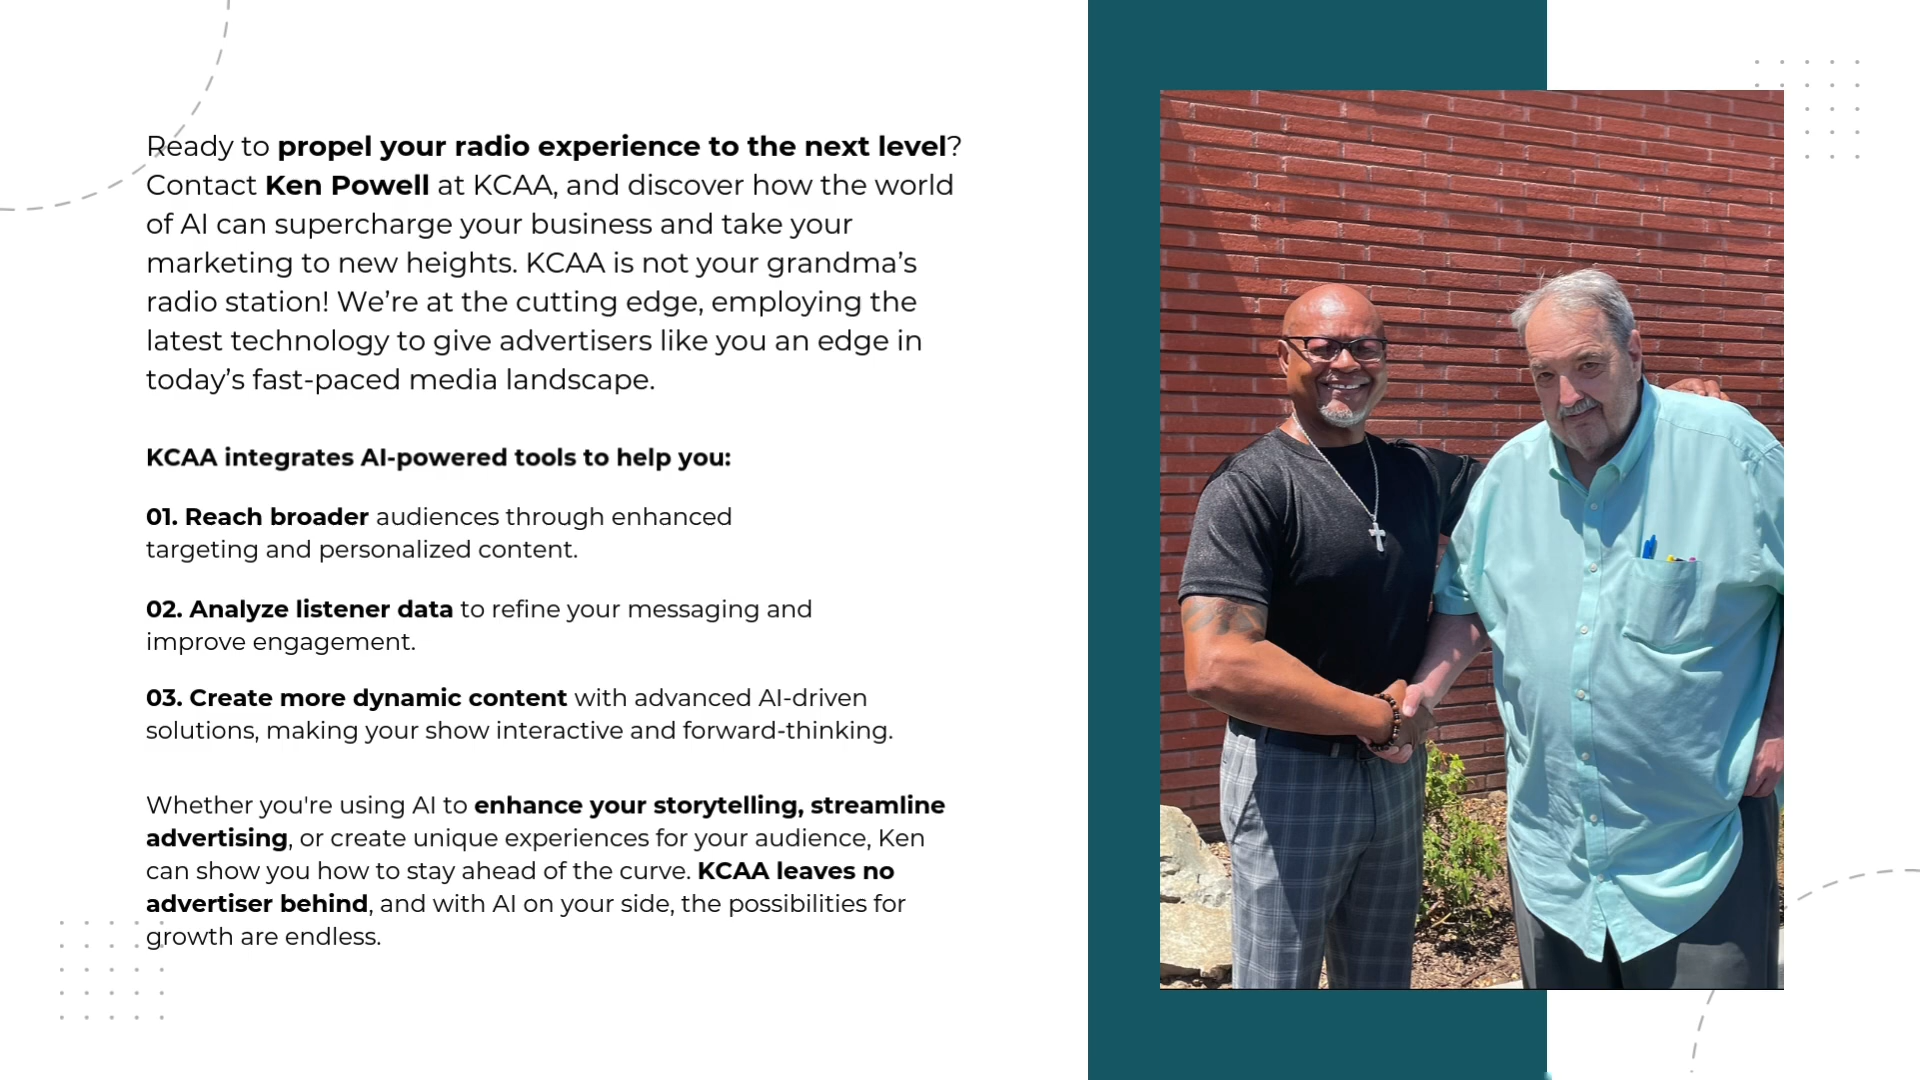 Ready to propel your radio experience to the next level?
Contact Ken Powell at KCAA, and discover how the world
of AI can supercharge your business and take your
marketing to new heights. KCAA is not your grandma’s
radio station! We’re at the cutting edge, employing the
latest technology to give advertisers like you an edge in
today’s fast-paced media landscape.
KCAA integrates AI-powered tools to help you:
01. Reach broader audiences through enhanced
targeting and personalized content.
02. Analyze listener data to refine your messaging and
improve engagement.
03. Create more dynamic content with advanced AI-driven
solutions, making your show interactive and forward-thinking.
Whether you're using AI to enhance your storytelling, streamline
advertising, or create unique experiences for your audience, Ken
can show you how to stay ahead of the curve. KCAA leaves no
advertiser behind, and with AI on your side, the possibilities for
growth are endless.